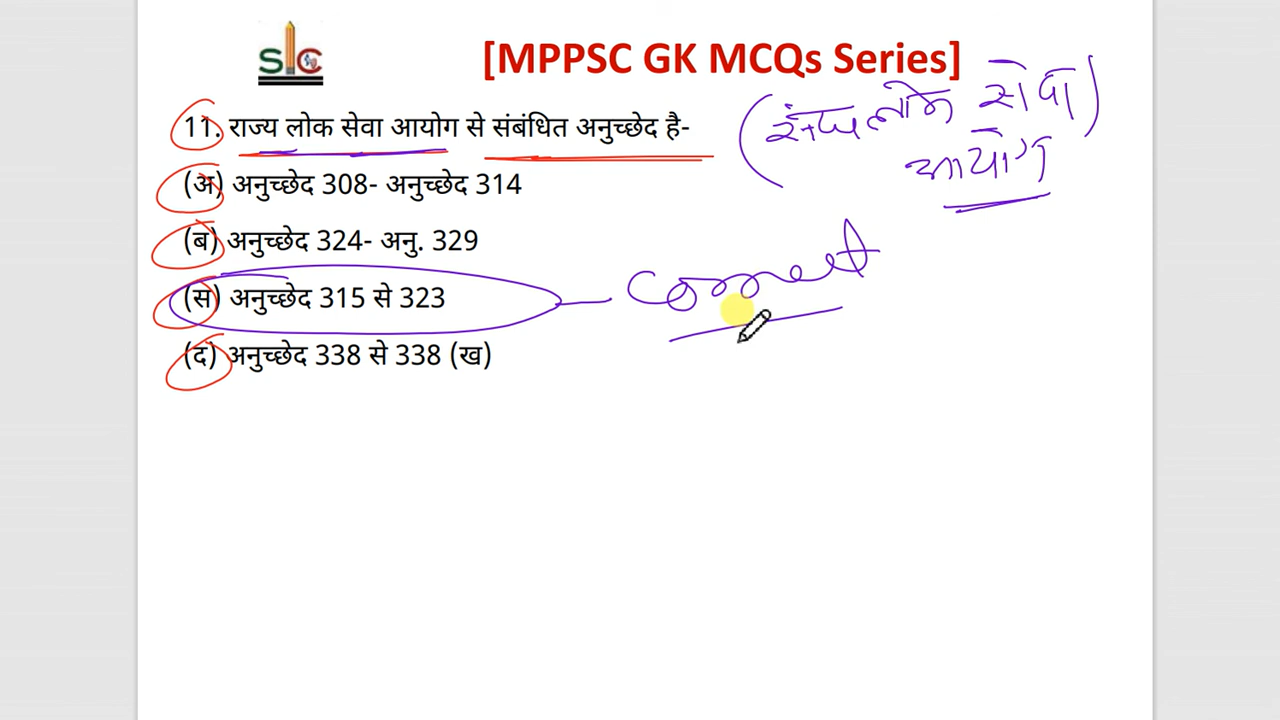 SIC
[MPPSC GK MCQs Series]
(संघ लोक सेवा)
आयोग
11. राज्य लोक सेवा आयोग से संबंधित अनुच्छेद है-
(अ) अनुच्छेद 308- अनुच्छेद 314
(ब) अनुच्छेद 324- अनु. 329
(स) अनुच्छेद 315 से 323
Correct
(द) अनुच्छेद 338 से 338 (ख)